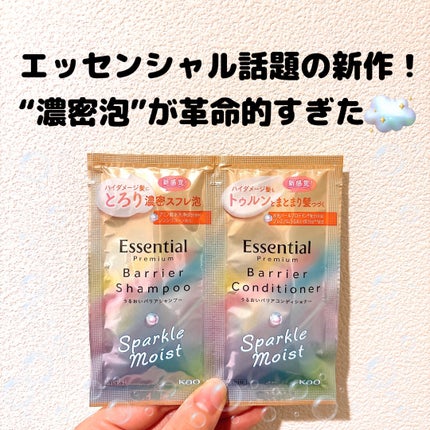 エッセンシャル話題の新作！
“濃密泡”が革命的すぎた
ハイダメージ髪に
新感覚
とろり濃密スフレ泡
Essential
Premium
Barrier
Shampoo
うるおいバリアシャンプー
Sparkle
Moist
Kao
ハイダメージ髪も
新感覚
トゥルンとまとまり髪つづく
Essential
Premium
Barrier
Conditioner
うるおいバリアコンディショナー
Sparkle
Moist
Kao